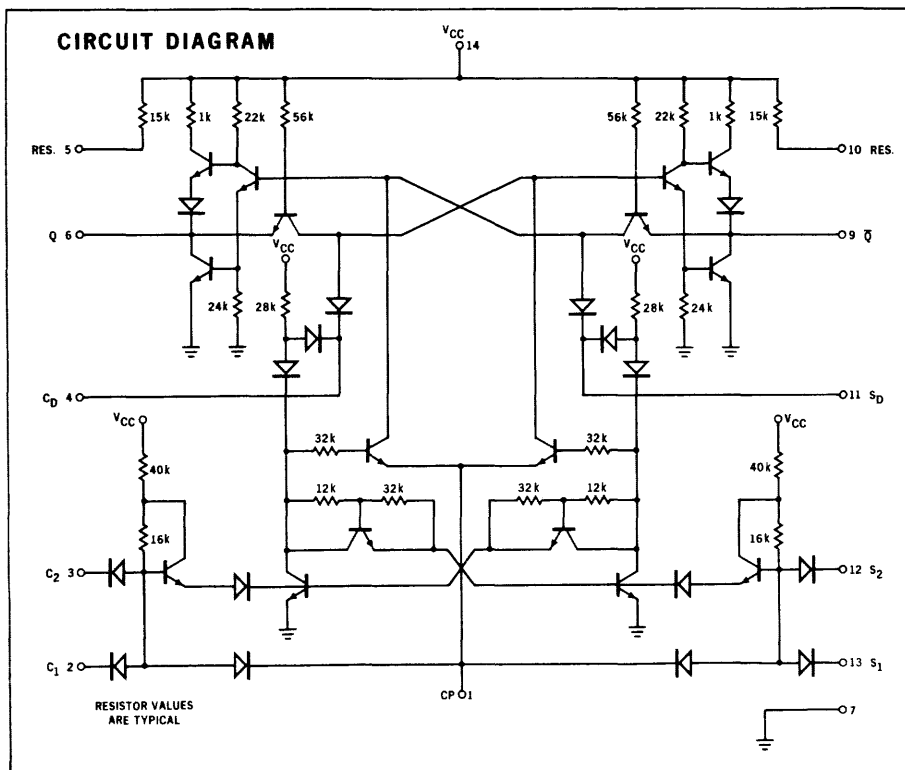 CIRCUIT DIAGRAM
VCC
14
15k 1k 22k 56k 56k 22k 1k 15k
RES. 5 10 RES.
Q 6 9 Q̅
VCC VCC
24k 28k 28k 24k
CD 4 11 SD
VCC VCC
32k 32k
40k 40k
12k 32k 32k 12k
16k 16k
C2 3 12 S2
C1 2 13 S1
CP 1
RESISTOR VALUES
ARE TYPICAL
7